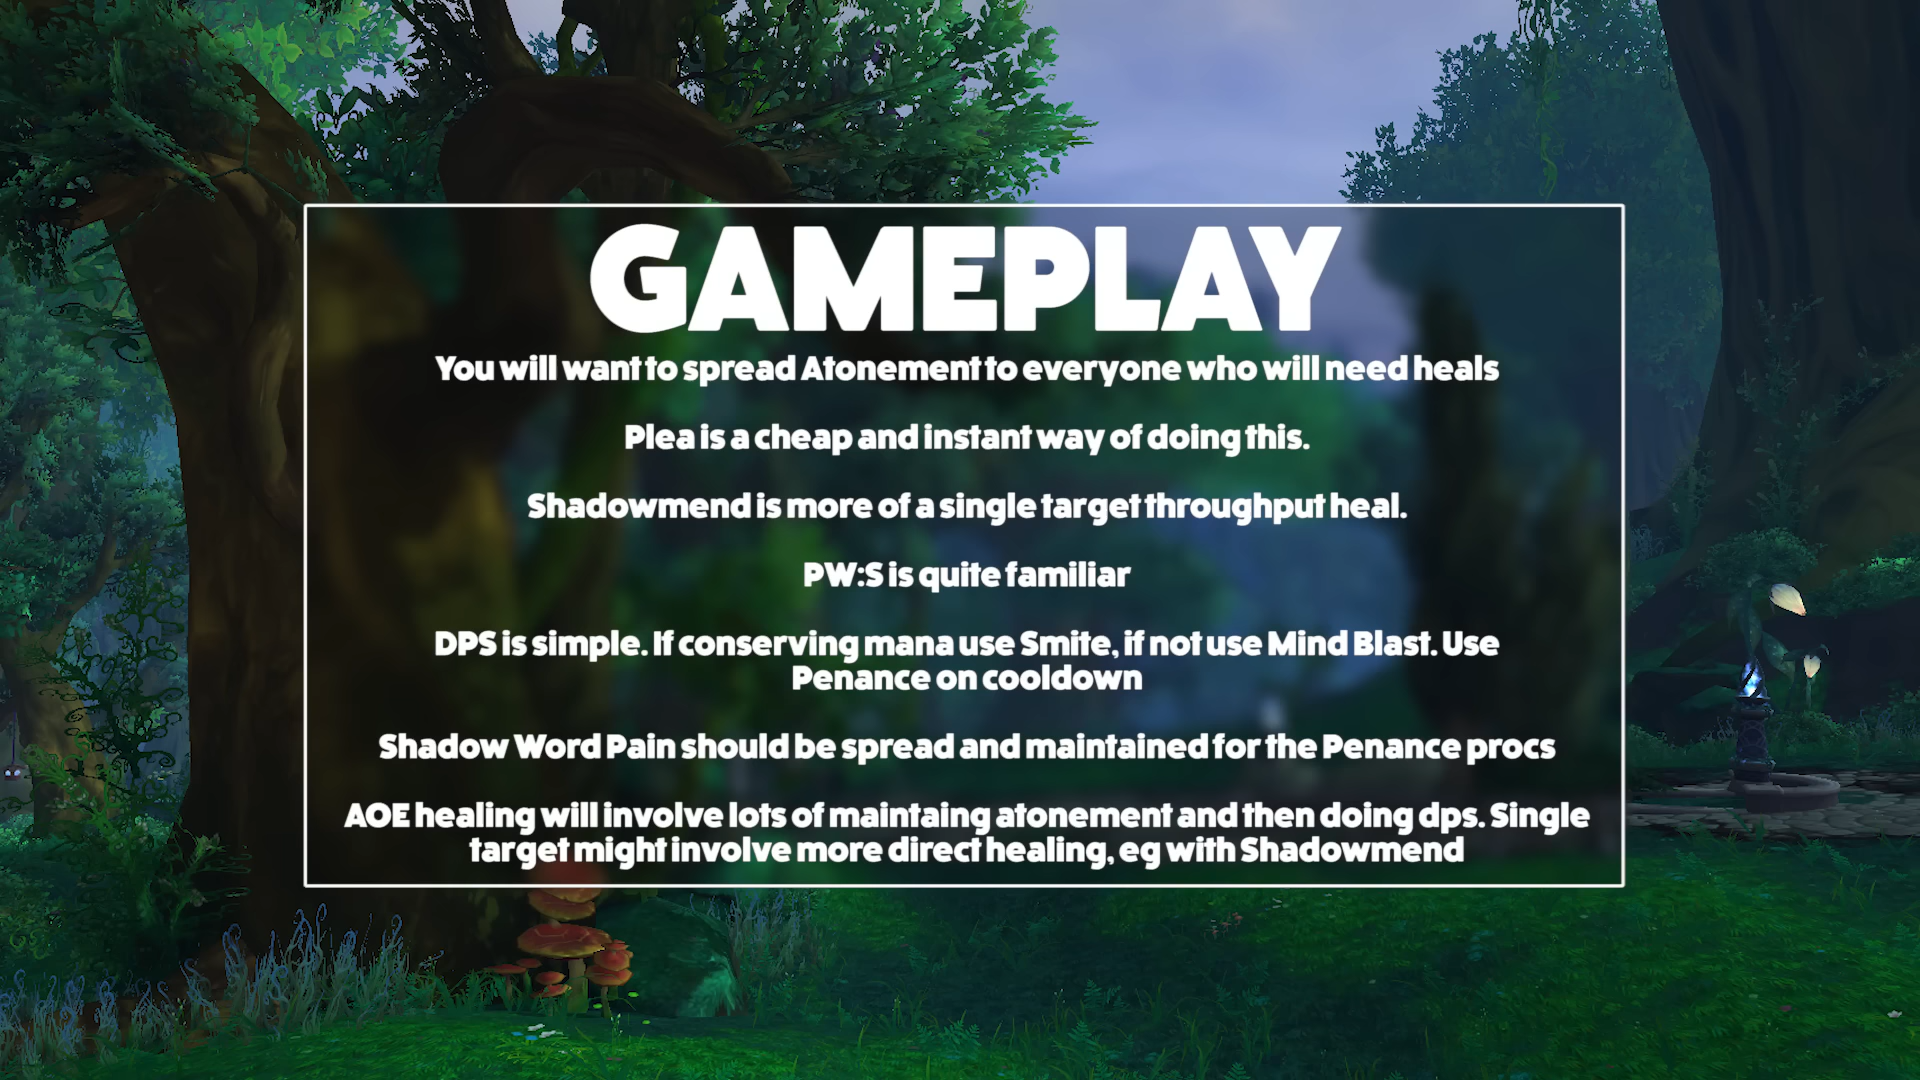 GAMEPLAY
You will want to spread Atonement to everyone who will need heals
Plea is a cheap and instant way of doing this.
Shadowmend is more of a single target throughput heal.
PW:S is quite familiar
DPS is simple. If conserving mana use Smite, if not use Mind Blast. Use
Penance on cooldown
Shadow Word Pain should be spread and maintained for the Penance procs
AOE healing will involve lots of maintaing atonement and then doing dps. Single
target might involve more direct healing, eg with Shadowmend